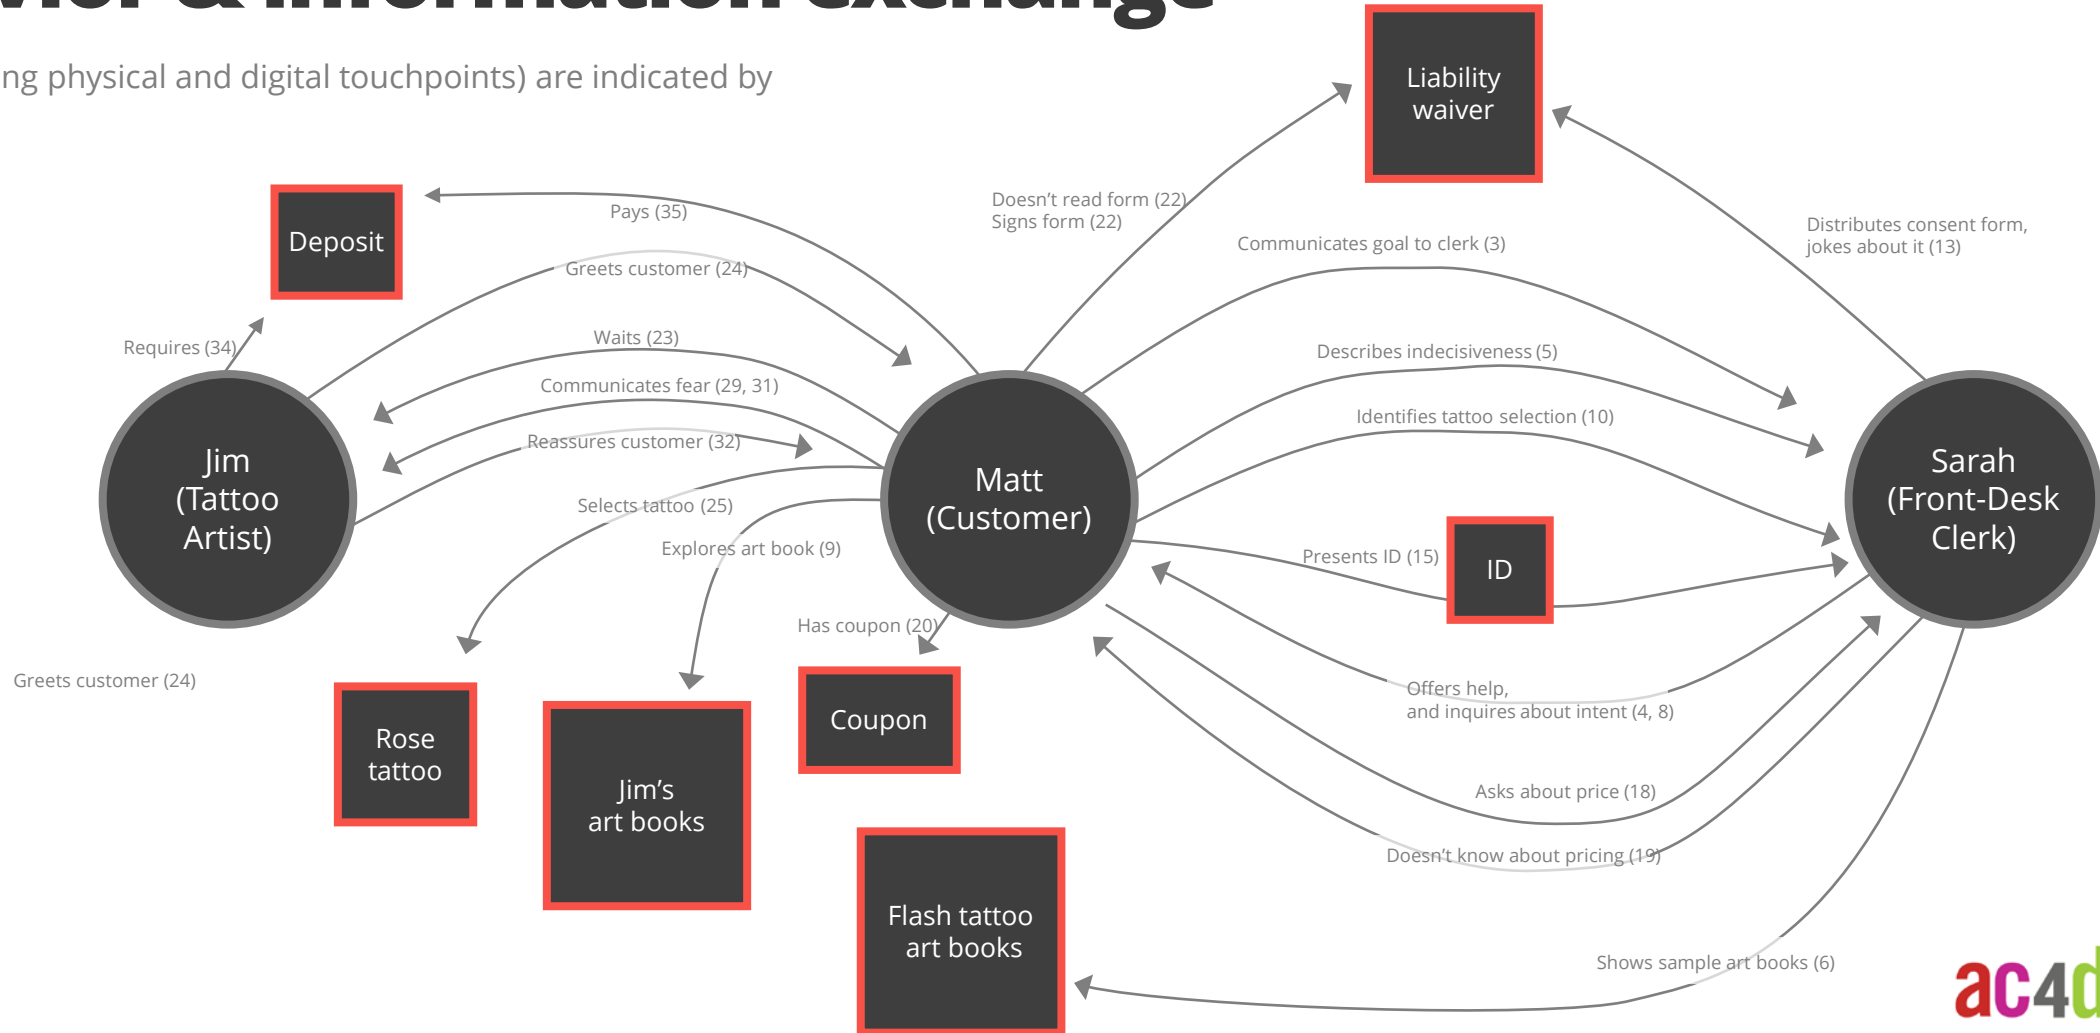 & information exchange
ng physical and digital touchpoints) are indicated by
Liability
waiver
Deposit
Pays (35)
Doesn’t read form (22)
Signs form (22)
Distributes consent form,
jokes about it (13)
Communicates goal to clerk (3)
Greets customer (24)
Requires (34)
Waits (23)
Describes indecisiveness (5)
Communicates fear (29, 31)
Identifies tattoo selection (10)
Reassures customer (32)
Jim
(Tattoo
Artist)
Matt
(Customer)
Sarah
(Front-Desk
Clerk)
Selects tattoo (25)
Explores art book (9)
Presents ID (15)
ID
Has coupon (20)
Greets customer (24)
Offers help,
and inquires about intent (4, 8)
Rose
tattoo
Jim’s
art books
Coupon
Asks about price (18)
Doesn’t know about pricing (19)
Flash tattoo
art books
Shows sample art books (6)
ac4d